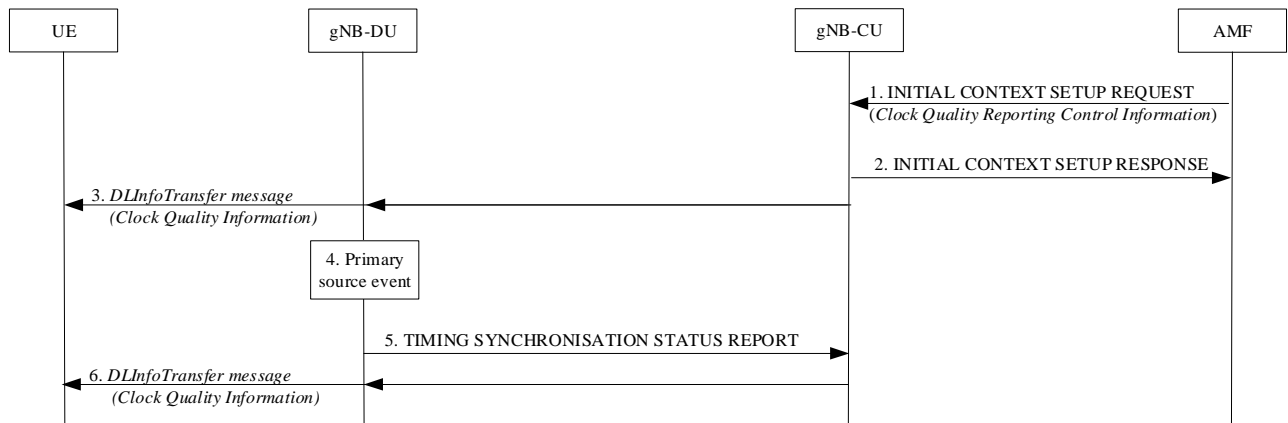 UE
gNB-DU
gNB-CU
AMF
1. INITIAL CONTEXT SETUP REQUEST
(Clock Quality Reporting Control Information)
2. INITIAL CONTEXT SETUP RESPONSE
3. DLInfoTransfer message
(Clock Quality Information)
4. Primary
source event
5. TIMING SYNCHRONISATION STATUS REPORT
6. DLInfoTransfer message
(Clock Quality Information)